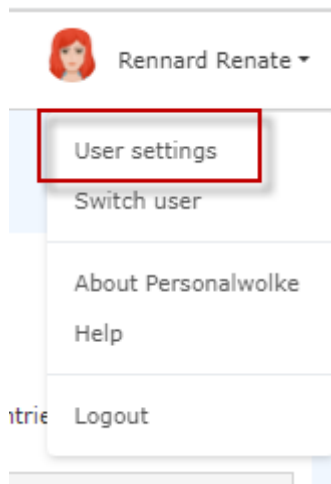 Rennard Renate
User settings
Switch user
About Personalwolke
Help
Logout